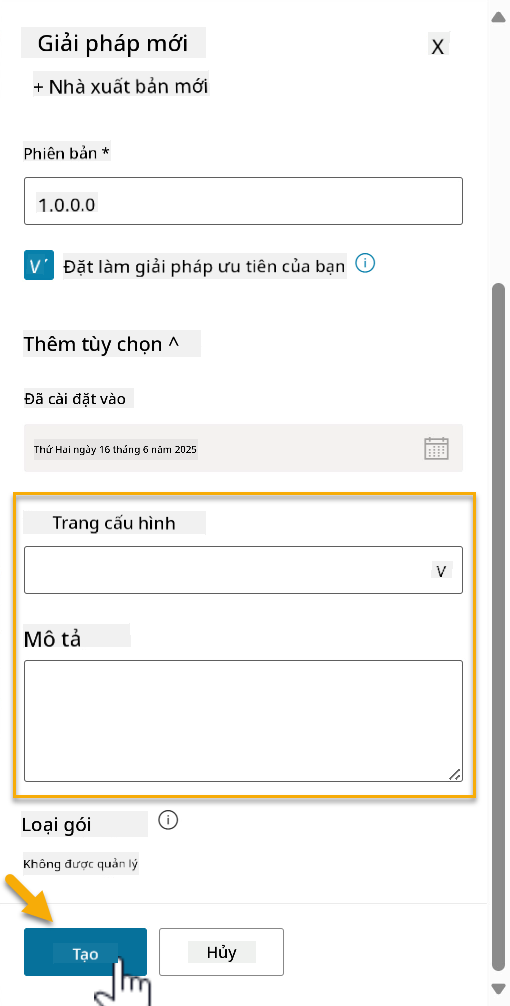 Giải pháp mới X
+ Nhà xuất bản mới
Phiên bản *
1.0.0.0
V Đặt làm giải pháp ưu tiên của bạn
Thêm tùy chọn ^
Đã cài đặt vào
Thứ Hai ngày 16 tháng 6 năm 2025
Trang cấu hình
V
Mô tả
Loại gói
Không được quản lý
Tạo Hủy